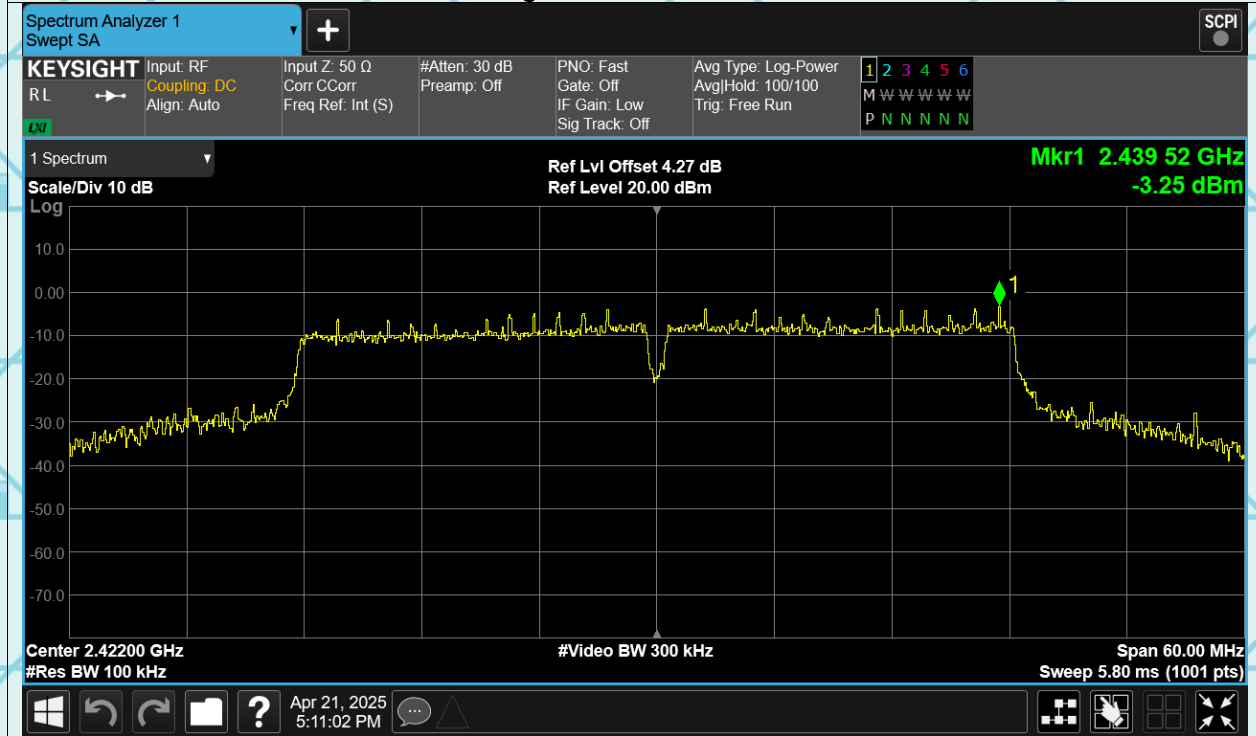 Spectrum Analyzer 1
Swept SA
+
SCPI
KEYSIGHT
R L
LXI
Input: RF
Coupling: DC
Align: Auto
Input Z: 50 Ω
Corr CCorr
Freq Ref: Int (S)
#Atten: 30 dB
Preamp: Off
PNO: Fast
Gate: Off
IF Gain: Low
Sig Track: Off
Avg Type: Log-Power
Avg|Hold: 100/100
Trig: Free Run
1 2 3 4 5 6
M W W W W W
P N N N N N
1 Spectrum
Scale/Div 10 dB
Log
Ref Lvl Offset 4.27 dB
Ref Level 20.00 dBm
Mkr1 2.439 52 GHz
-3.25 dBm
10.0
0.00
-10.0
-20.0
-30.0
-40.0
-50.0
-60.0
-70.0
1
Center 2.42200 GHz
#Res BW 100 kHz
#Video BW 300 kHz
Span 60.00 MHz
Sweep 5.80 ms (1001 pts)
?
Apr 21, 2025
5:11:02 PM